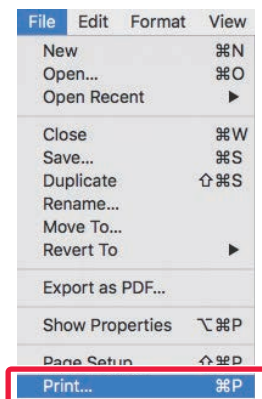 File Edit Format View
New ⌘N
Open... ⌘O
Open Recent ▶
Close ⌘W
Save... ⌘S
Duplicate ⇧⌘S
Rename...
Move To...
Revert To ▶
Export as PDF...
Show Properties ⌥⌘P
Page Setup ⇧⌘P
Print... ⌘P